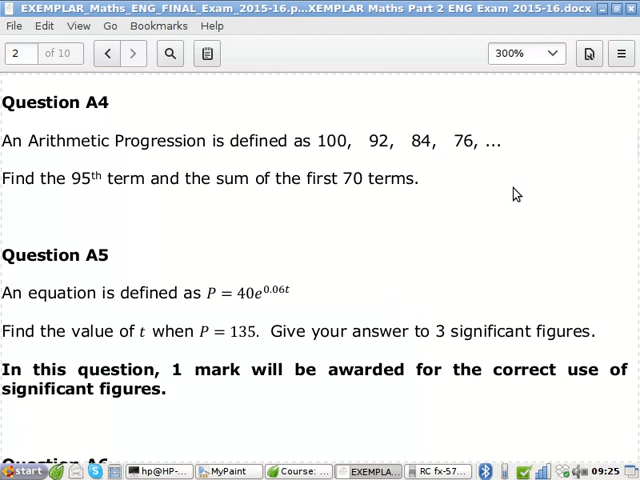 EXEMPLAR_Maths_ENG_FINAL_Exam_2015-16.p...XEMPLAR Maths Part 2 ENG Exam 2015-16.docx
File Edit View Go Bookmarks Help
2 of 10 300%
Question A4
An Arithmetic Progression is defined as 100, 92, 84, 76, ...
Find the 95th term and the sum of the first 70 terms.
Question A5
An equation is defined as P = 40e^{0.06t}
Find the value of t when P = 135. Give your answer to 3 significant figures.
In this question, 1 mark will be awarded for the correct use of
significant figures.
Question A6
start hp@HP-... MyPaint Course: ... EXEMPLA... RC fx-57... 09:25